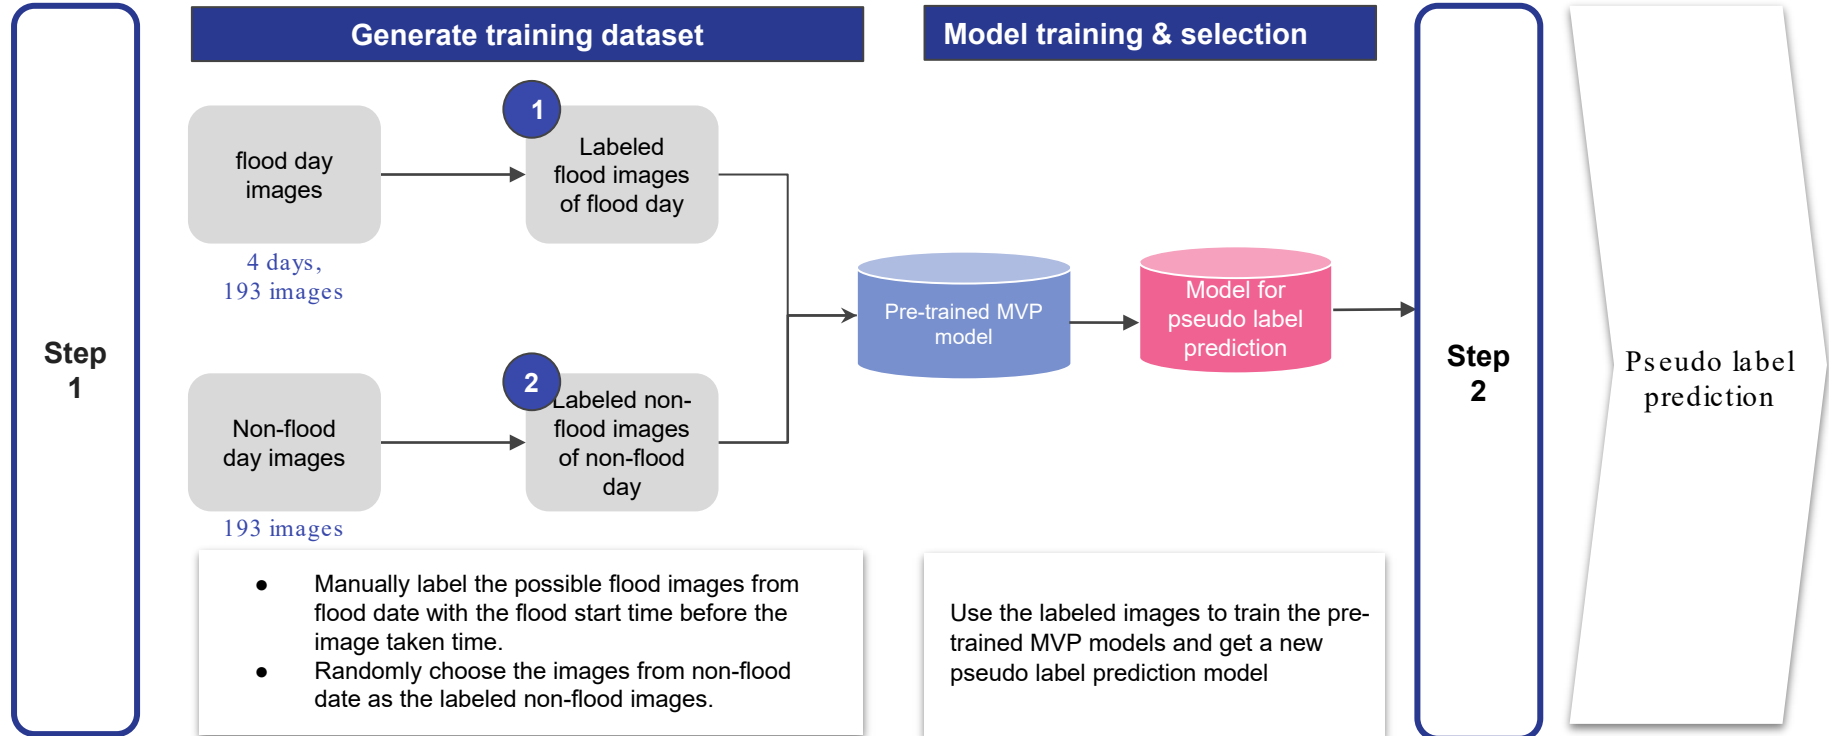 Generate training dataset
Model training & selection
1
flood day
images
Labeled
flood images
of flood day
4 days,
193 images
Step
1
2
Non-flood
day images
Labeled non-
flood images
of non-flood
day
193 images
Pre-trained MVP
model
Model for
pseudo label
prediction
Step
2
Pseudo label
prediction
● Manually label the possible flood images from
flood date with the flood start time before the
image taken time.
● Randomly choose the images from non-flood
date as the labeled non-flood images.
Use the labeled images to train the pre-
trained MVP models and get a new
pseudo label prediction model